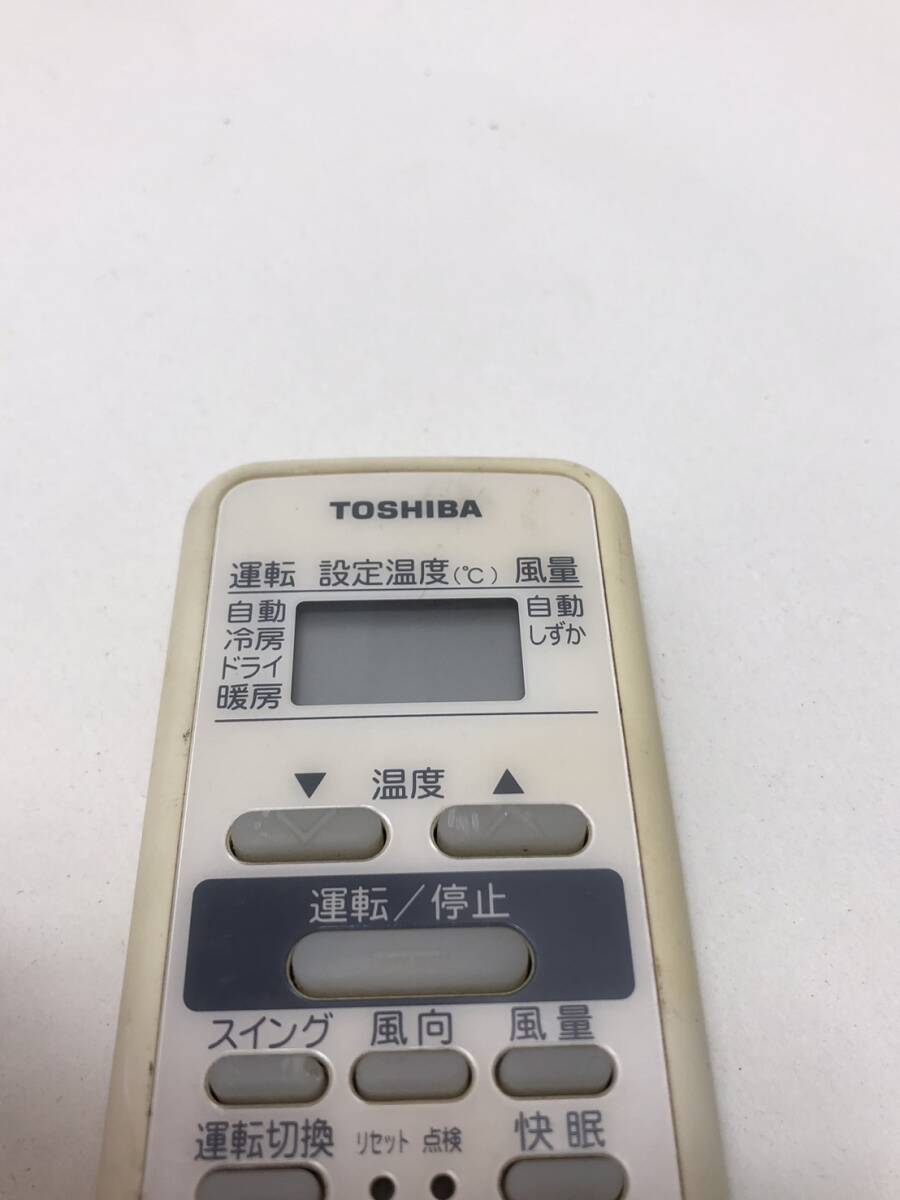 TOSHIBA
運転 設定温度(℃) 風量
自動 自動
冷房 しずか
ドライ
暖房
▼ 温度 ▲
運転/停止
スイング 風向 風量
運転切換 リセット 点検 快眠